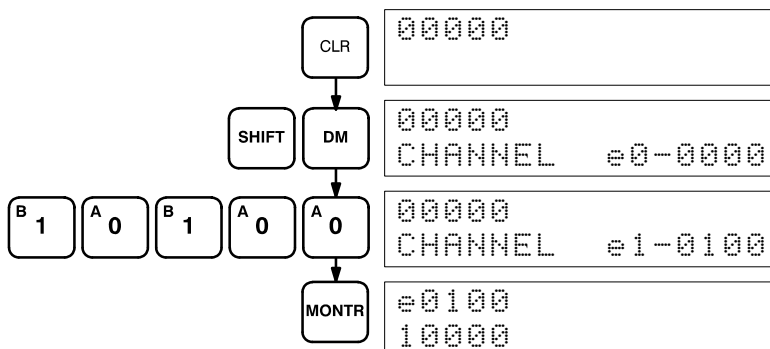 CLR
00000
SHIFT DM
00000
CHANNEL e0-0000
B 1 A 0 B 1 A 0 A 0
00000
CHANNEL e1-0100
MONTR
e0100
10000